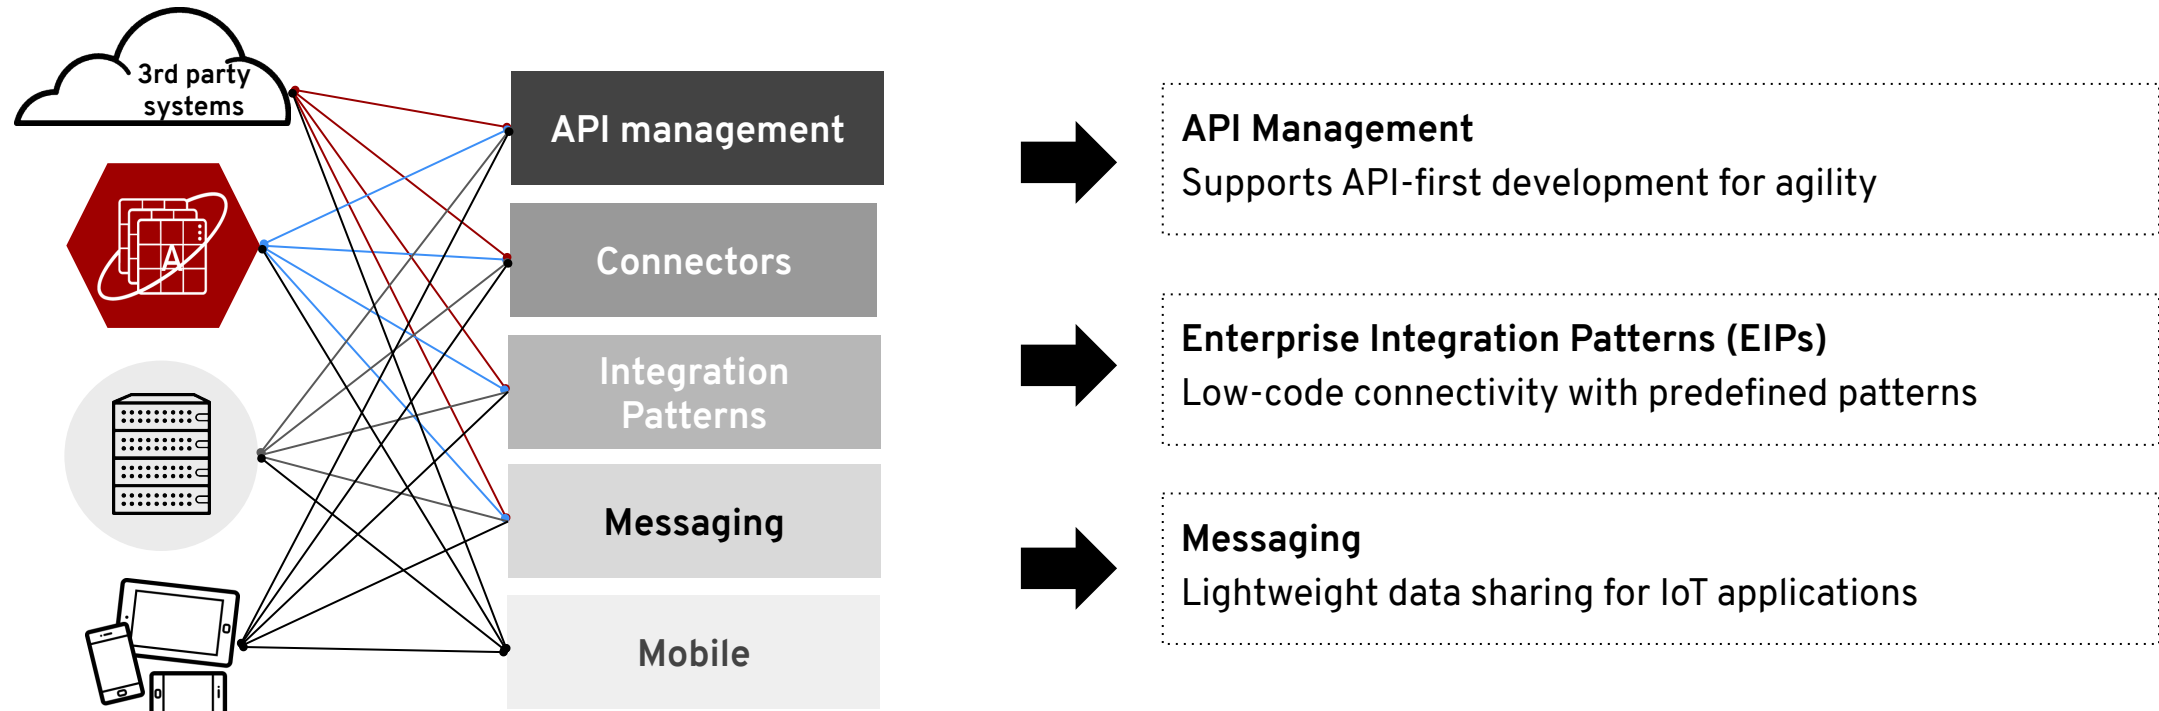 3rd party
systems
A
API management
Connectors
Integration
Patterns
Messaging
Mobile
API Management
Supports API-first development for agility
Enterprise Integration Patterns (EIPs)
Low-code connectivity with predefined patterns
Messaging
Lightweight data sharing for IoT applications